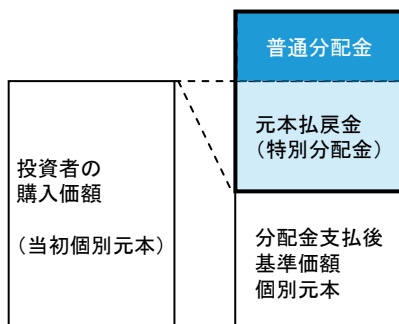 普通分配金
元本払戻金
（特別分配金）
投資者の
購入価額
（当初個別元本）
分配金支払後
基準価額
個別元本